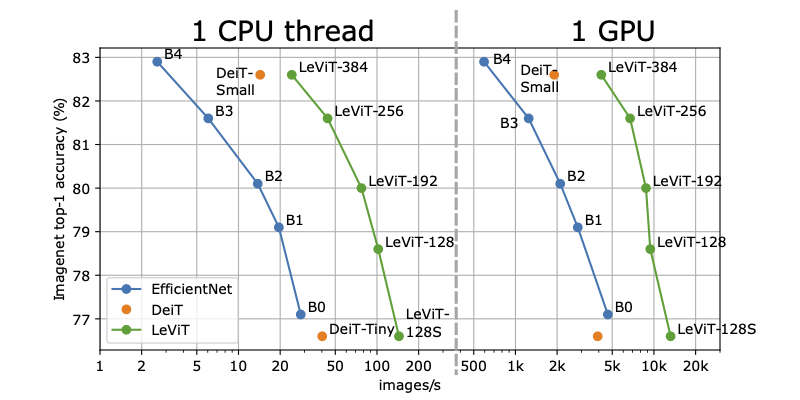 1 CPU thread
1 GPU
Imagenet top-1 accuracy (%)
83
82
81
80
79
78
77
B4
DeiT-
Small
LeViT-384
B3
LeViT-256
B2
LeViT-192
B1
LeViT-128
B0
DeiT-Tiny
LeViT-
128S
EfficientNet
DeiT
LeViT
B4
DeiT-
Small
LeViT-384
B3
LeViT-256
B2
LeViT-192
B1
LeViT-128
B0
LeViT-128S
1 2 5 10 20 50 100 200
500 1k 2k 5k 10k 20k
images/s